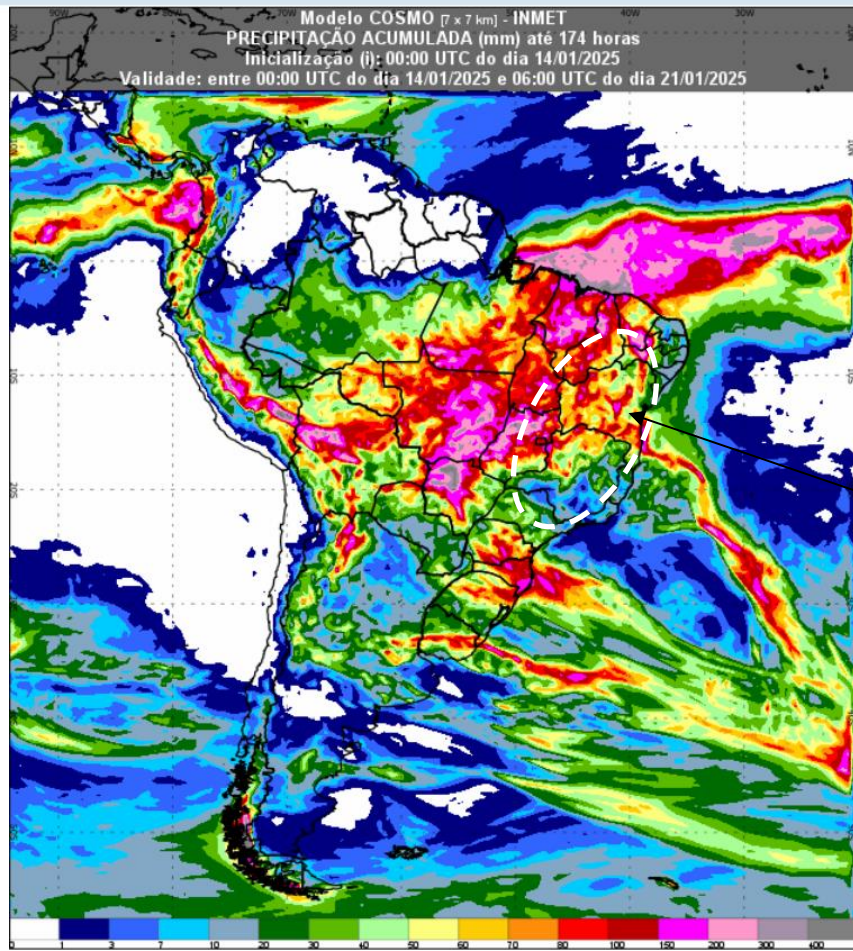 Modelo COSMO [7 x 7 km] - INMET
PRECIPITAÇÃO ACUMULADA (mm) até 174 horas
Inicialização (i): 00:00 UTC do dia 14/01/2025
Validade: entre 00:00 UTC do dia 14/01/2025 e 06:00 UTC do dia 21/01/2025
0 1 3 7 10 20 30 40 50 60 70 80 100 150 200 300 400